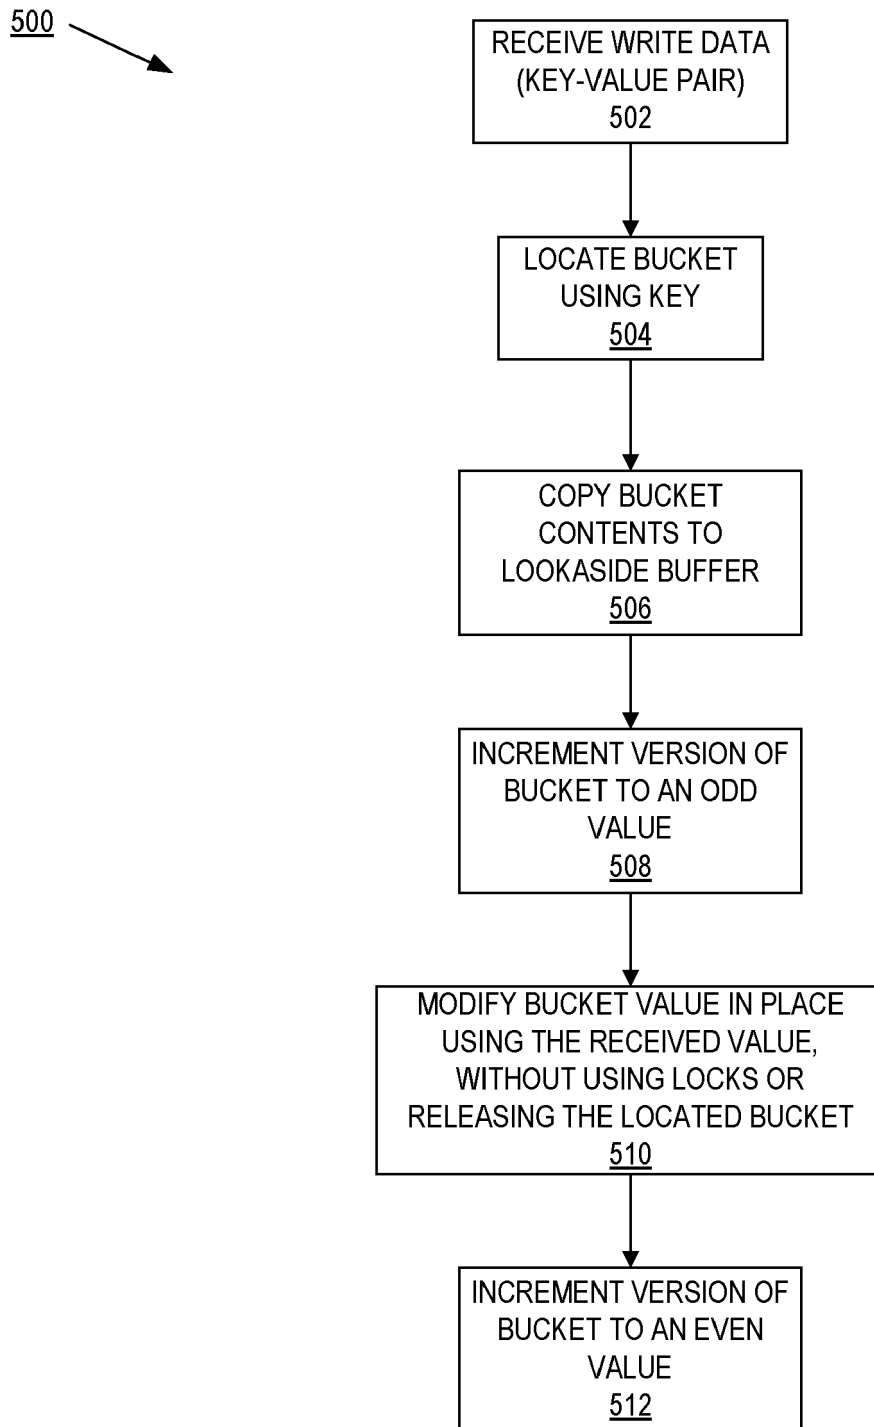 500
RECEIVE WRITE DATA
(KEY-VALUE PAIR)
502
LOCATE BUCKET
USING KEY
504
COPY BUCKET
CONTENTS TO
LOOKASIDE BUFFER
506
INCREMENT VERSION OF
BUCKET TO AN ODD
VALUE
508
MODIFY BUCKET VALUE IN PLACE
USING THE RECEIVED VALUE,
WITHOUT USING LOCKS OR
RELEASING THE LOCATED BUCKET
510
INCREMENT VERSION OF
BUCKET TO AN EVEN
VALUE
512